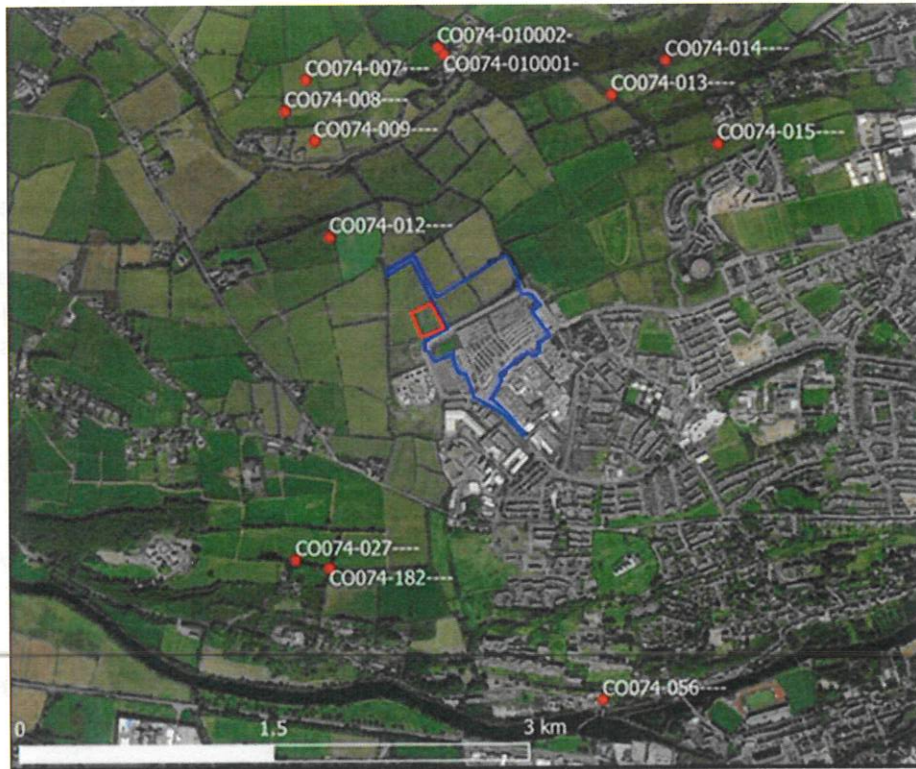 CO074-010002-
CO074-014----
CO074-010001-
CO074-007----
CO074-013----
CO074-008----
CO074-015----
CO074-009----
CO074-012----
CO074-027----
CO074-182----
CO074-056----
0 1.5 3 km